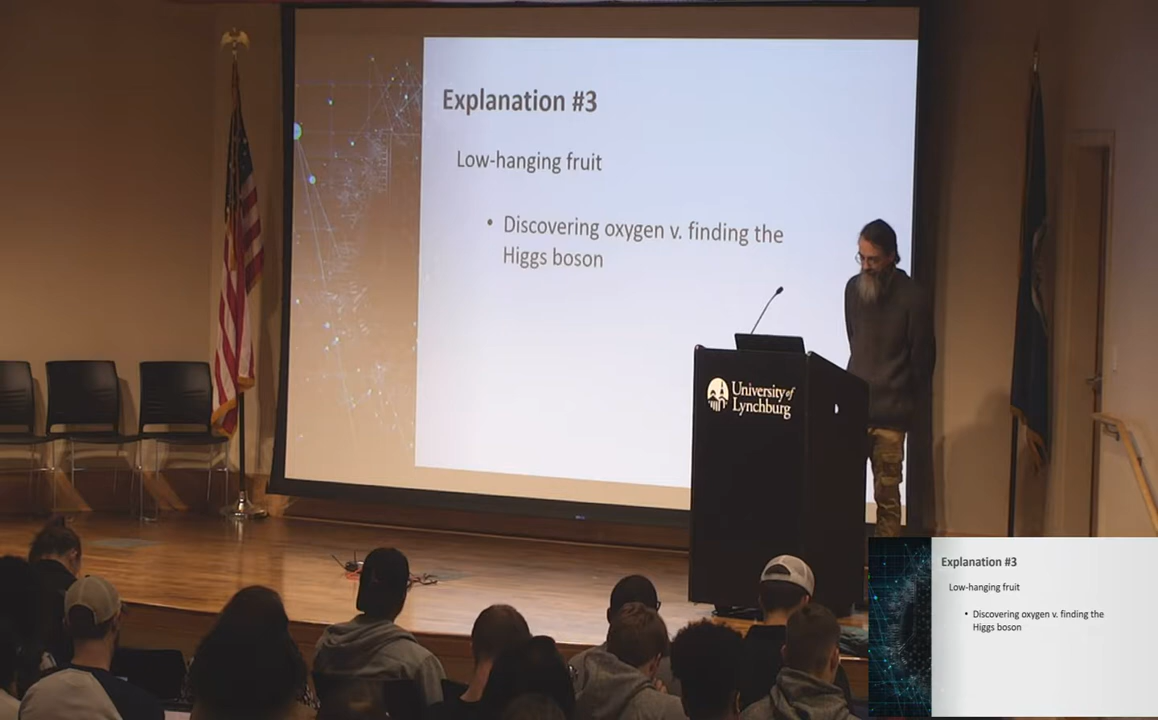 Explanation #3
Low-hanging fruit
• Discovering oxygen v. finding the
Higgs boson
University of
Lynchburg
Explanation #3
Low-hanging fruit
• Discovering oxygen v. finding the
Higgs boson